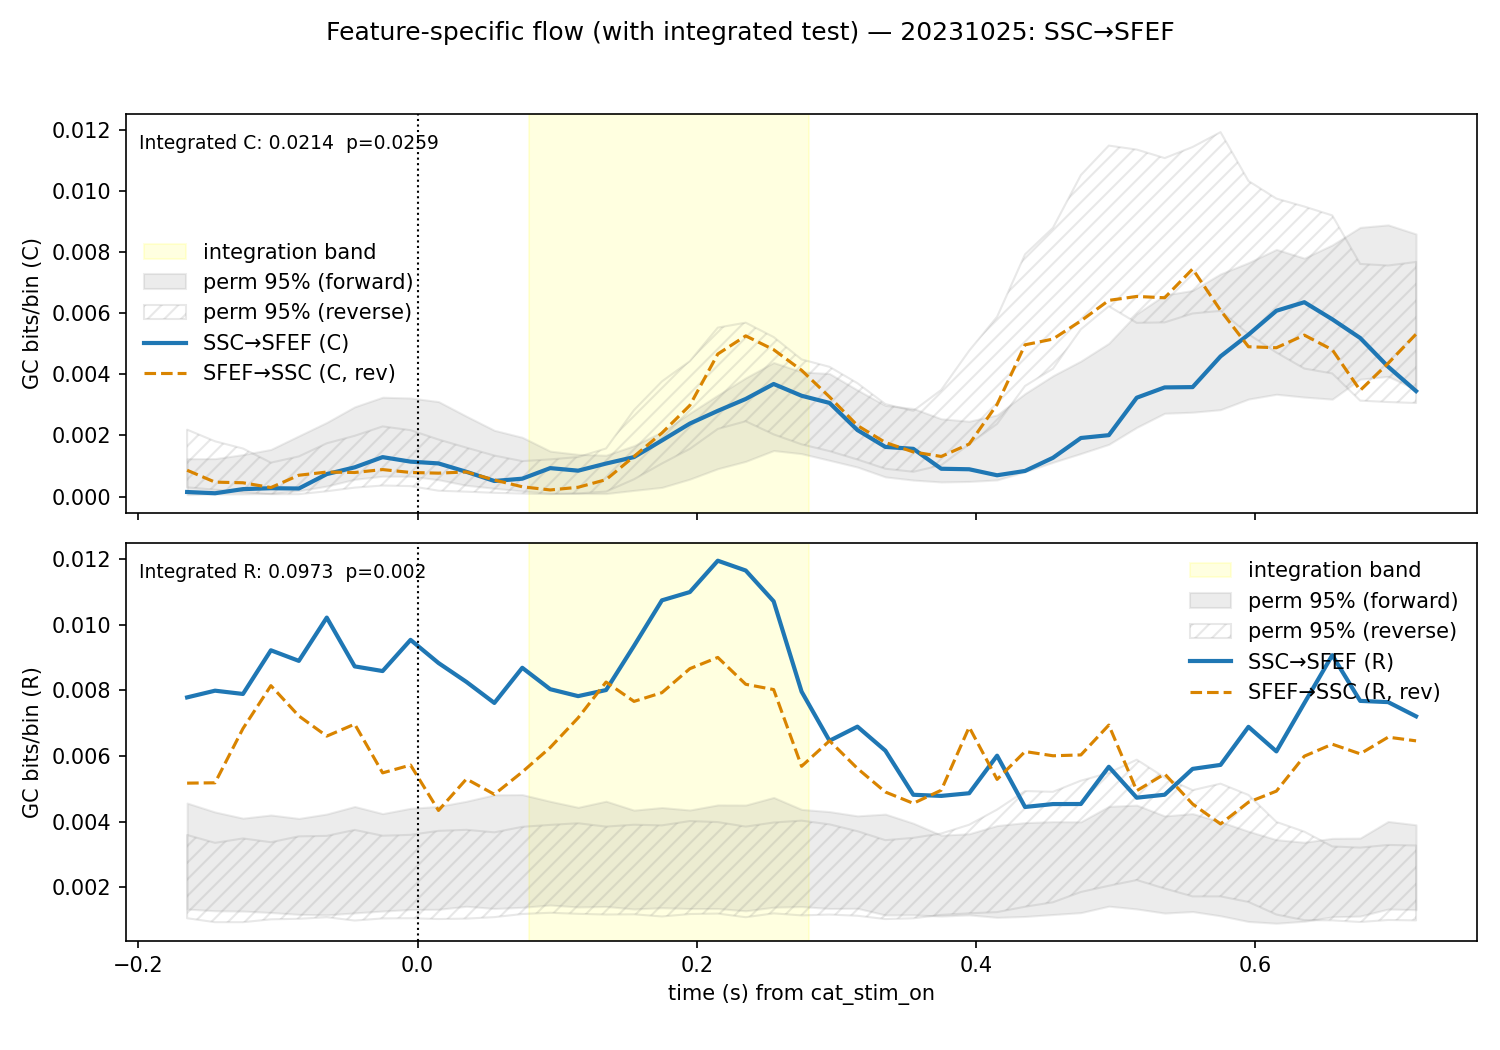 Feature-specific flow (with integrated test) — 20231025: SSC→SFEF
Integrated C: 0.0214  p=0.0259
GC bits/bin (C)
0.012
0.010
0.008
0.006
0.004
0.002
0.000
integration band
perm 95% (forward)
perm 95% (reverse)
SSC→SFEF (C)
SFEF→SSC (C, rev)
Integrated R: 0.0973  p=0.002
GC bits/bin (R)
0.012
0.010
0.008
0.006
0.004
0.002
integration band
perm 95% (forward)
perm 95% (reverse)
SSC→SFEF (R)
SFEF→SSC (R, rev)
−0.2
0.0
0.2
0.4
0.6
time (s) from cat_stim_on